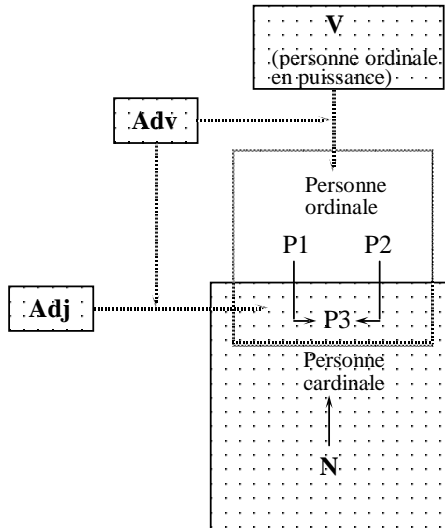 V
(personne ordinale
en puissance)
Adv
Personne
ordinale
P1 P2
Adj
P3
Personne
cardinale
N